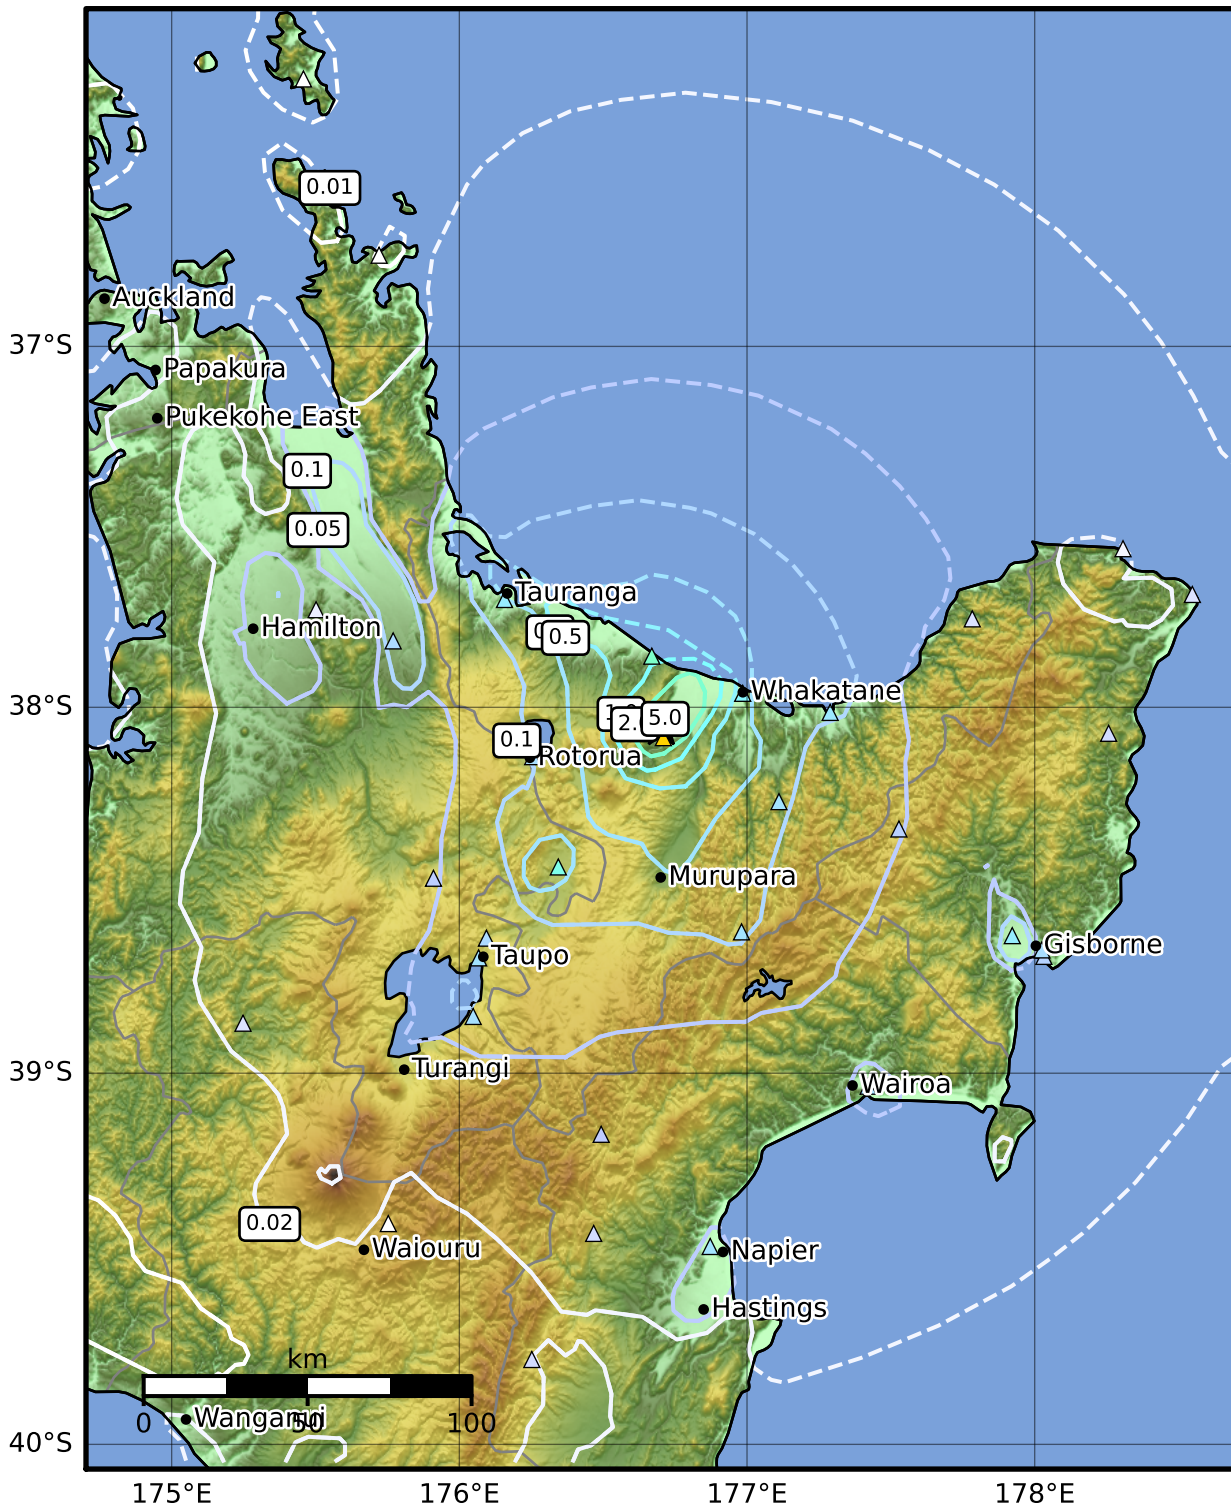 0.01
Auckland
37°S
Papakura
Pukekohe East
0.1
0.05
Tauranga
Hamilton
0.5
38°S
Whakatane
5.0
0.1
Rotorua
Murupara
Gisborne
Taupo
39°S
Turangi
Wairoa
0.02
Waiouru
Napier
Hastings
km
0 50 100
Wanganui
40°S
175°E 176°E 177°E 178°E